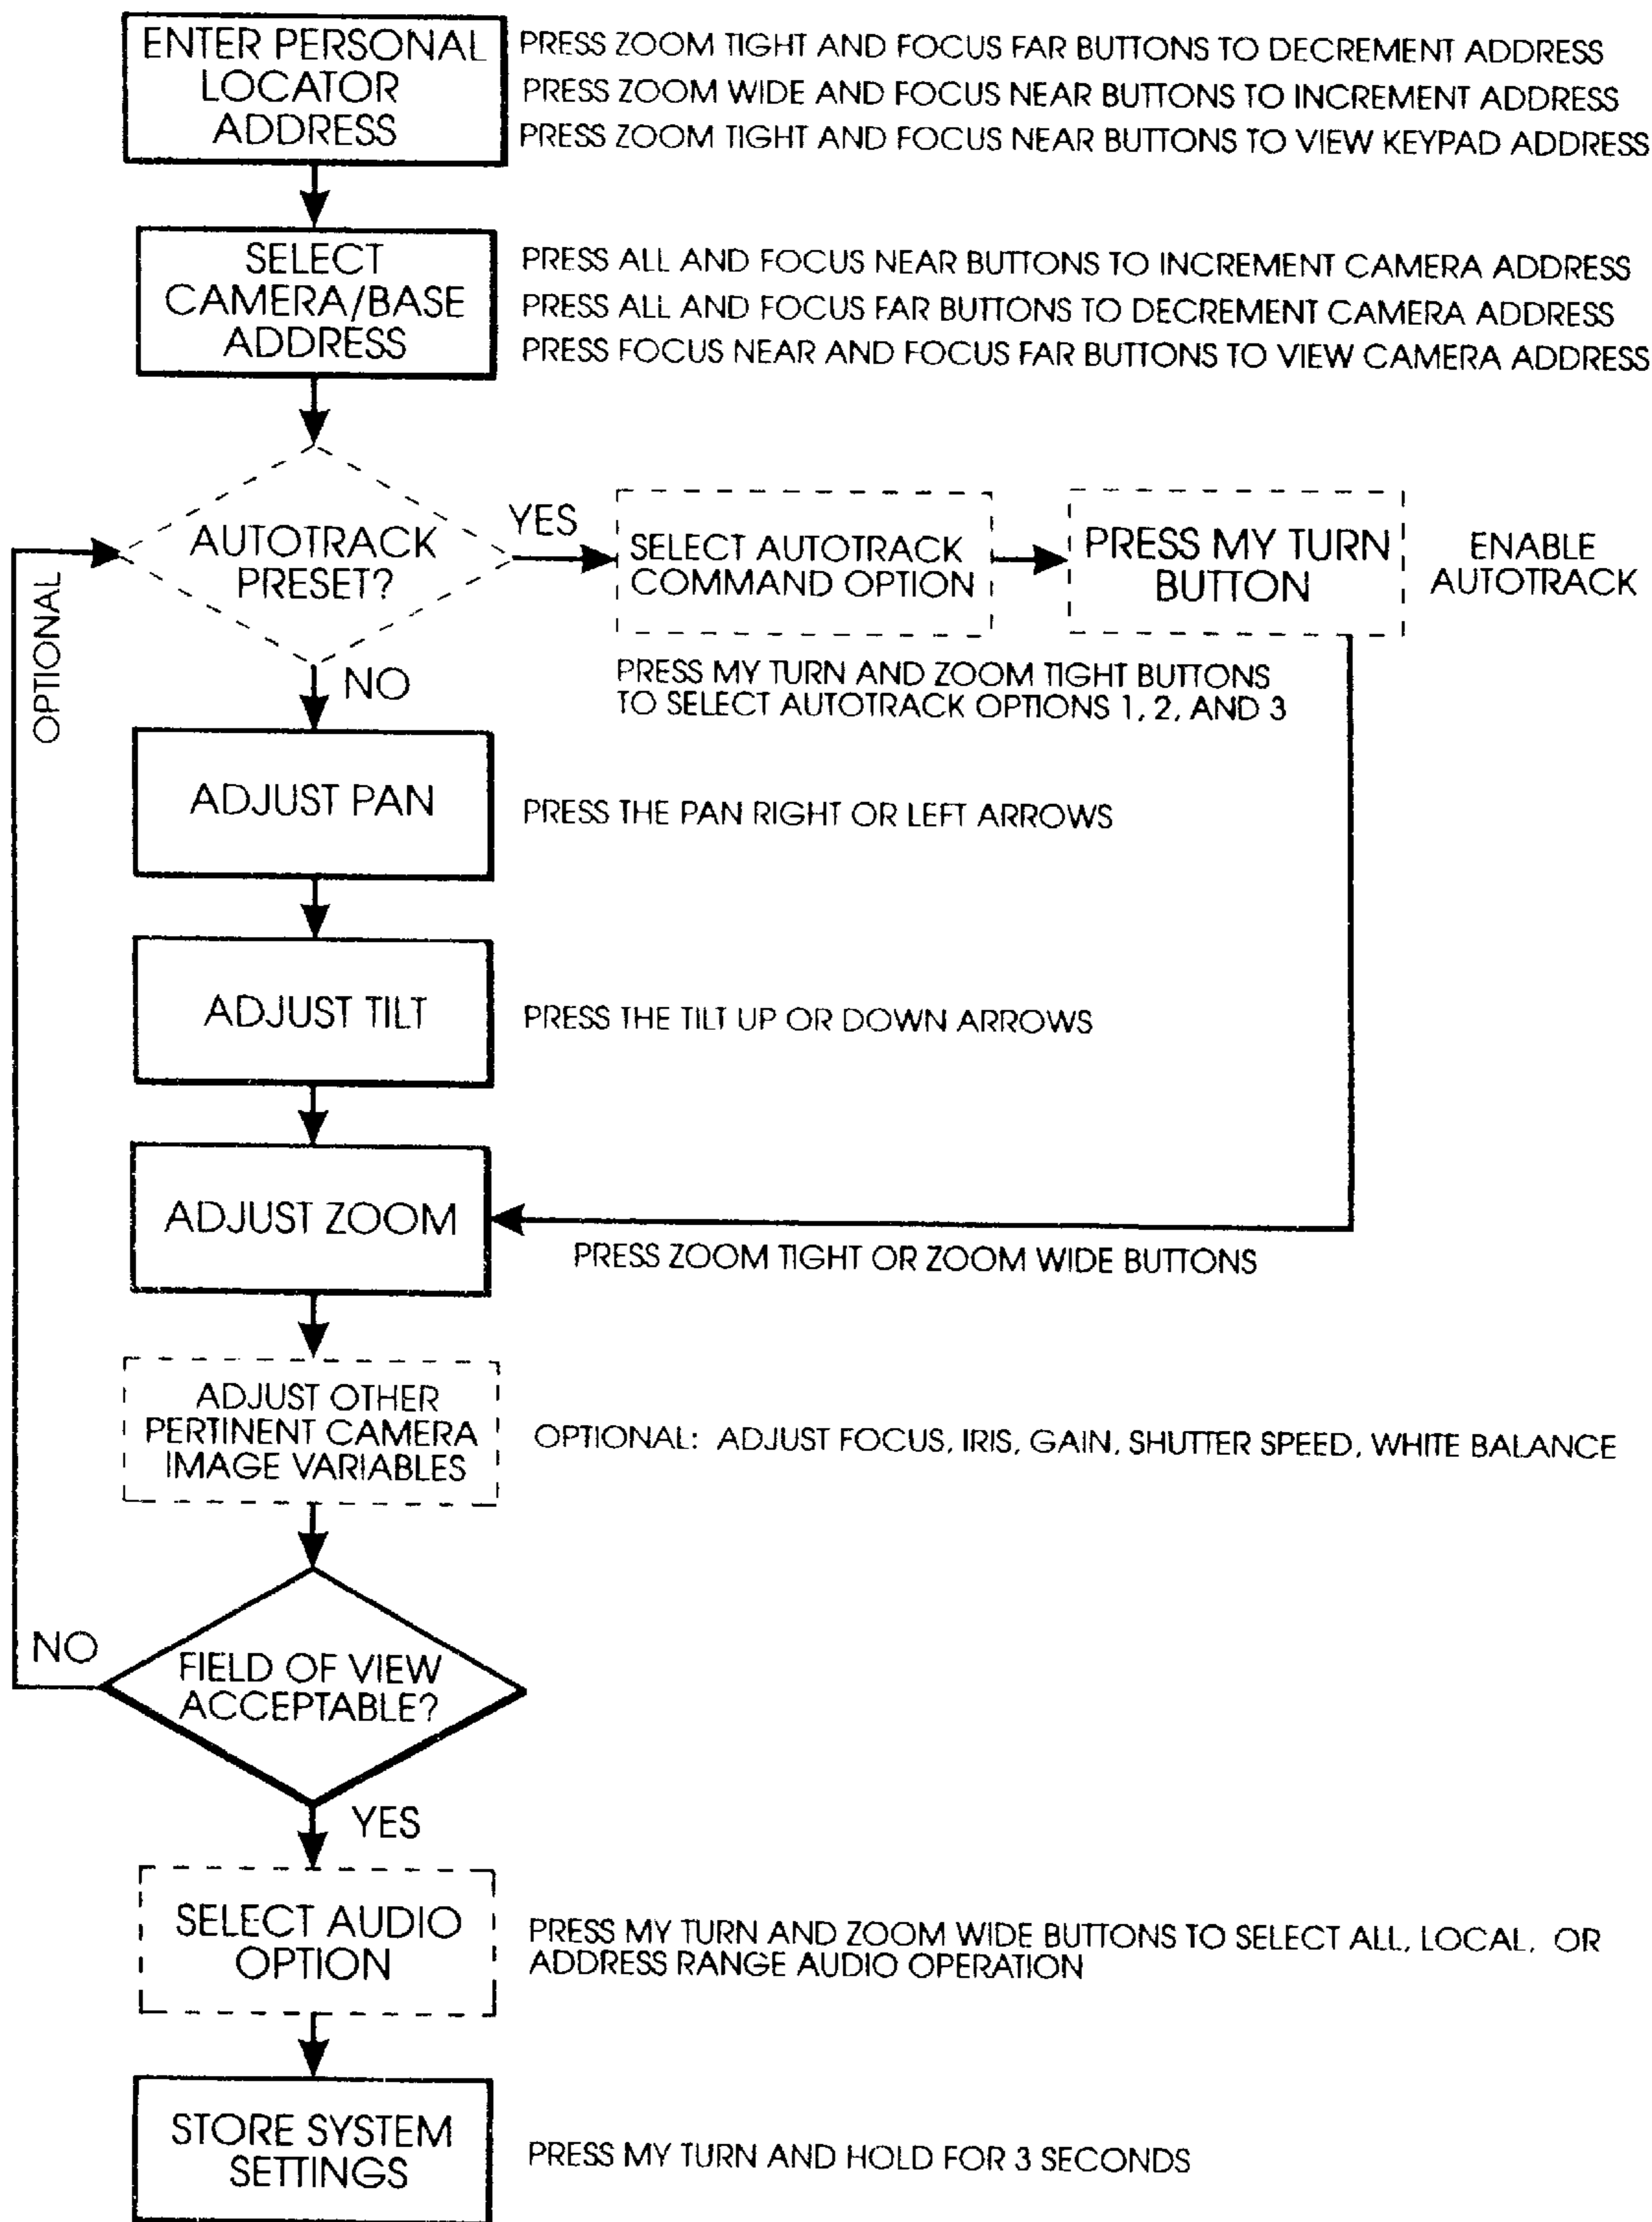 ENTER PERSONAL
LOCATOR
ADDRESS
PRESS ZOOM TIGHT AND FOCUS FAR BUTTONS TO DECREMENT ADDRESS
PRESS ZOOM WIDE AND FOCUS NEAR BUTTONS TO INCREMENT ADDRESS
PRESS ZOOM TIGHT AND FOCUS NEAR BUTTONS TO VIEW KEYPAD ADDRESS
SELECT
CAMERA/BASE
ADDRESS
PRESS ALL AND FOCUS NEAR BUTTONS TO INCREMENT CAMERA ADDRESS
PRESS ALL AND FOCUS FAR BUTTONS TO DECREMENT CAMERA ADDRESS
PRESS FOCUS NEAR AND FOCUS FAR BUTTONS TO VIEW CAMERA ADDRESS
AUTOTRACK
PRESET?
YES
SELECT AUTOTRACK
COMMAND OPTION
PRESS MY TURN
BUTTON
ENABLE
AUTOTRACK
OPTIONAL
NO
PRESS MY TURN AND ZOOM TIGHT BUTTONS
TO SELECT AUTOTRACK OPTIONS 1, 2, AND 3
ADJUST PAN
PRESS THE PAN RIGHT OR LEFT ARROWS
ADJUST TILT
PRESS THE TILT UP OR DOWN ARROWS
ADJUST ZOOM
PRESS ZOOM TIGHT OR ZOOM WIDE BUTTONS
ADJUST OTHER
PERTINENT CAMERA
IMAGE VARIABLES
OPTIONAL: ADJUST FOCUS, IRIS, GAIN, SHUTTER SPEED, WHITE BALANCE
NO
FIELD OF VIEW
ACCEPTABLE?
YES
SELECT AUDIO
OPTION
PRESS MY TURN AND ZOOM WIDE BUTTONS TO SELECT ALL, LOCAL, OR
ADDRESS RANGE AUDIO OPERATION
STORE SYSTEM
SETTINGS
PRESS MY TURN AND HOLD FOR 3 SECONDS